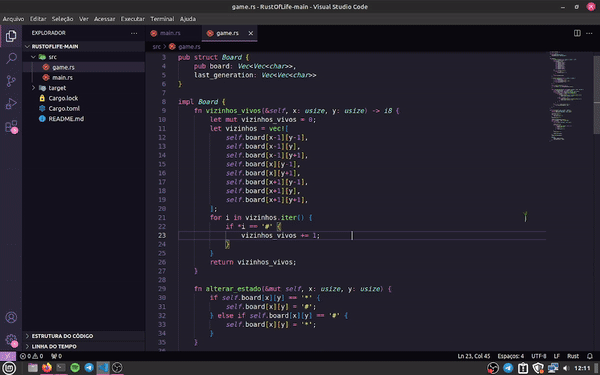 game.rs - RustOfLife-main - Visual Studio Code
Arquivo Editar Seleção Ver Acessar Executar Terminal Ajuda
EXPLORADOR
RUSTOFLIFE-MAIN
src
game.rs
main.rs
target
Cargo.lock
Cargo.toml
README.md
ESTRUTURA DO CÓDIGO
LINHA DO TEMPO
main.rs
game.rs
src > game.rs
3 pub struct Board {
4 pub board: Vec<Vec<char>>,
5 last_generation: Vec<Vec<char>>
6 }
7
8 impl Board {
9 fn vizinhos_vivos(&self, x: usize, y: usize) -> i8 {
10 let mut vizinhos_vivos = 0;
11 let vizinhos = vec![
12 self.board[x-1][y-1],
13 self.board[x-1][y],
14 self.board[x-1][y+1],
15 self.board[x][y-1],
16 self.board[x][y+1],
17 self.board[x+1][y-1],
18 self.board[x+1][y],
19 self.board[x+1][y+1],
20 ];
21 for i in vizinhos.iter() {
22 if *i == '#' {
23 vizinhos_vivos += 1;
24 }
25 }
26 return vizinhos_vivos;
27 }
28
29 fn alterar_estado(&mut self, x: usize, y: usize) {
30 if self.board[x][y] == '*' {
31 self.board[x][y] = '#';
32 } else if self.board[x][y] == '#' {
33 self.board[x][y] = '*';
34 }
35 }
0 0 0 Ln 23, Col 45 Espaços: 4 UTF-8 LF Rust
12:11